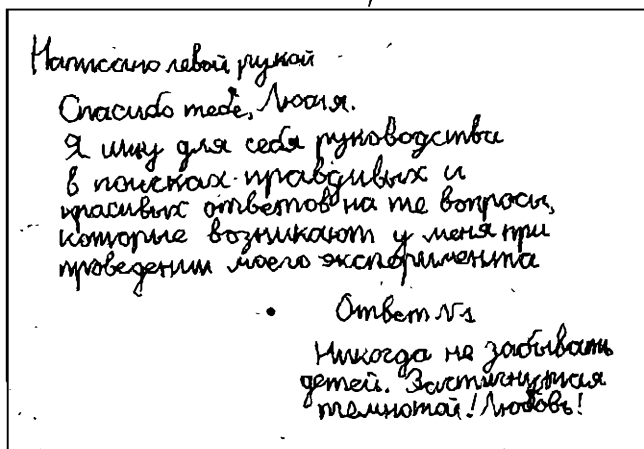 Написано левой рукой
Спасибо тебе, Люся.
Я ищу для себя руководства
в поисках правдивых и
красивых ответов на те вопросы,
которые возникают у меня при
проведении моего эксперимента
Ответ №1
Никогда не забывать
детей. Застигнутая
темнотой! Любовь!